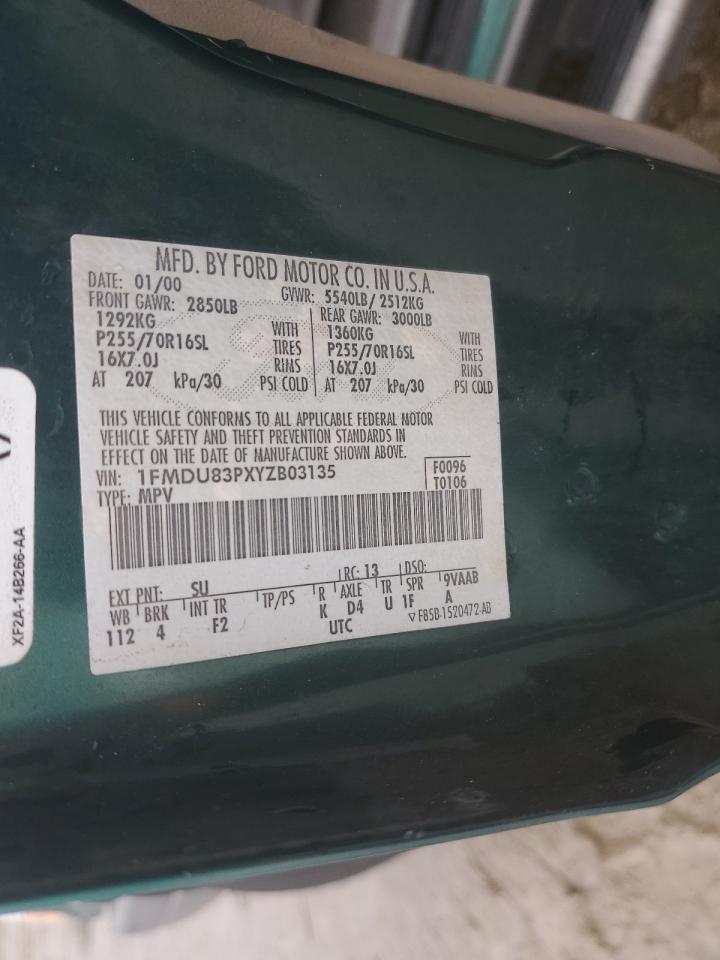 MFD. BY FORD MOTOR CO. IN U.S.A.
DATE: 01/00 GVWR: 5540LB/ 2512KG
FRONT GAWR: 2850LB REAR GAWR: 3000LB
1292KG WITH 1360KG WITH
P255/70R16SL TIRES P255/70R16SL TIRES
16X7.0J RIMS 16X7.0J RIMS
AT 207 kPa/30 PSI COLD AT 207 kPa/30 PSI COLD
THIS VEHICLE CONFORMS TO ALL APPLICABLE FEDERAL MOTOR
VEHICLE SAFETY AND THEFT PREVENTION STANDARDS IN
EFFECT ON THE DATE OF MANUFACTURE SHOWN ABOVE.
VIN: 1FMDU83PXYZB03135 F0096
TYPE: MPV T0106
EXT PNT: SU RC: 13 DSO:
WB BRK INT TR TP/PS R AXLE TR SPR 9VAAB
112 4 F2 K D4 U 1F A
UTC ▽ F85B-1520472-AB
XF2A-14B266-AA